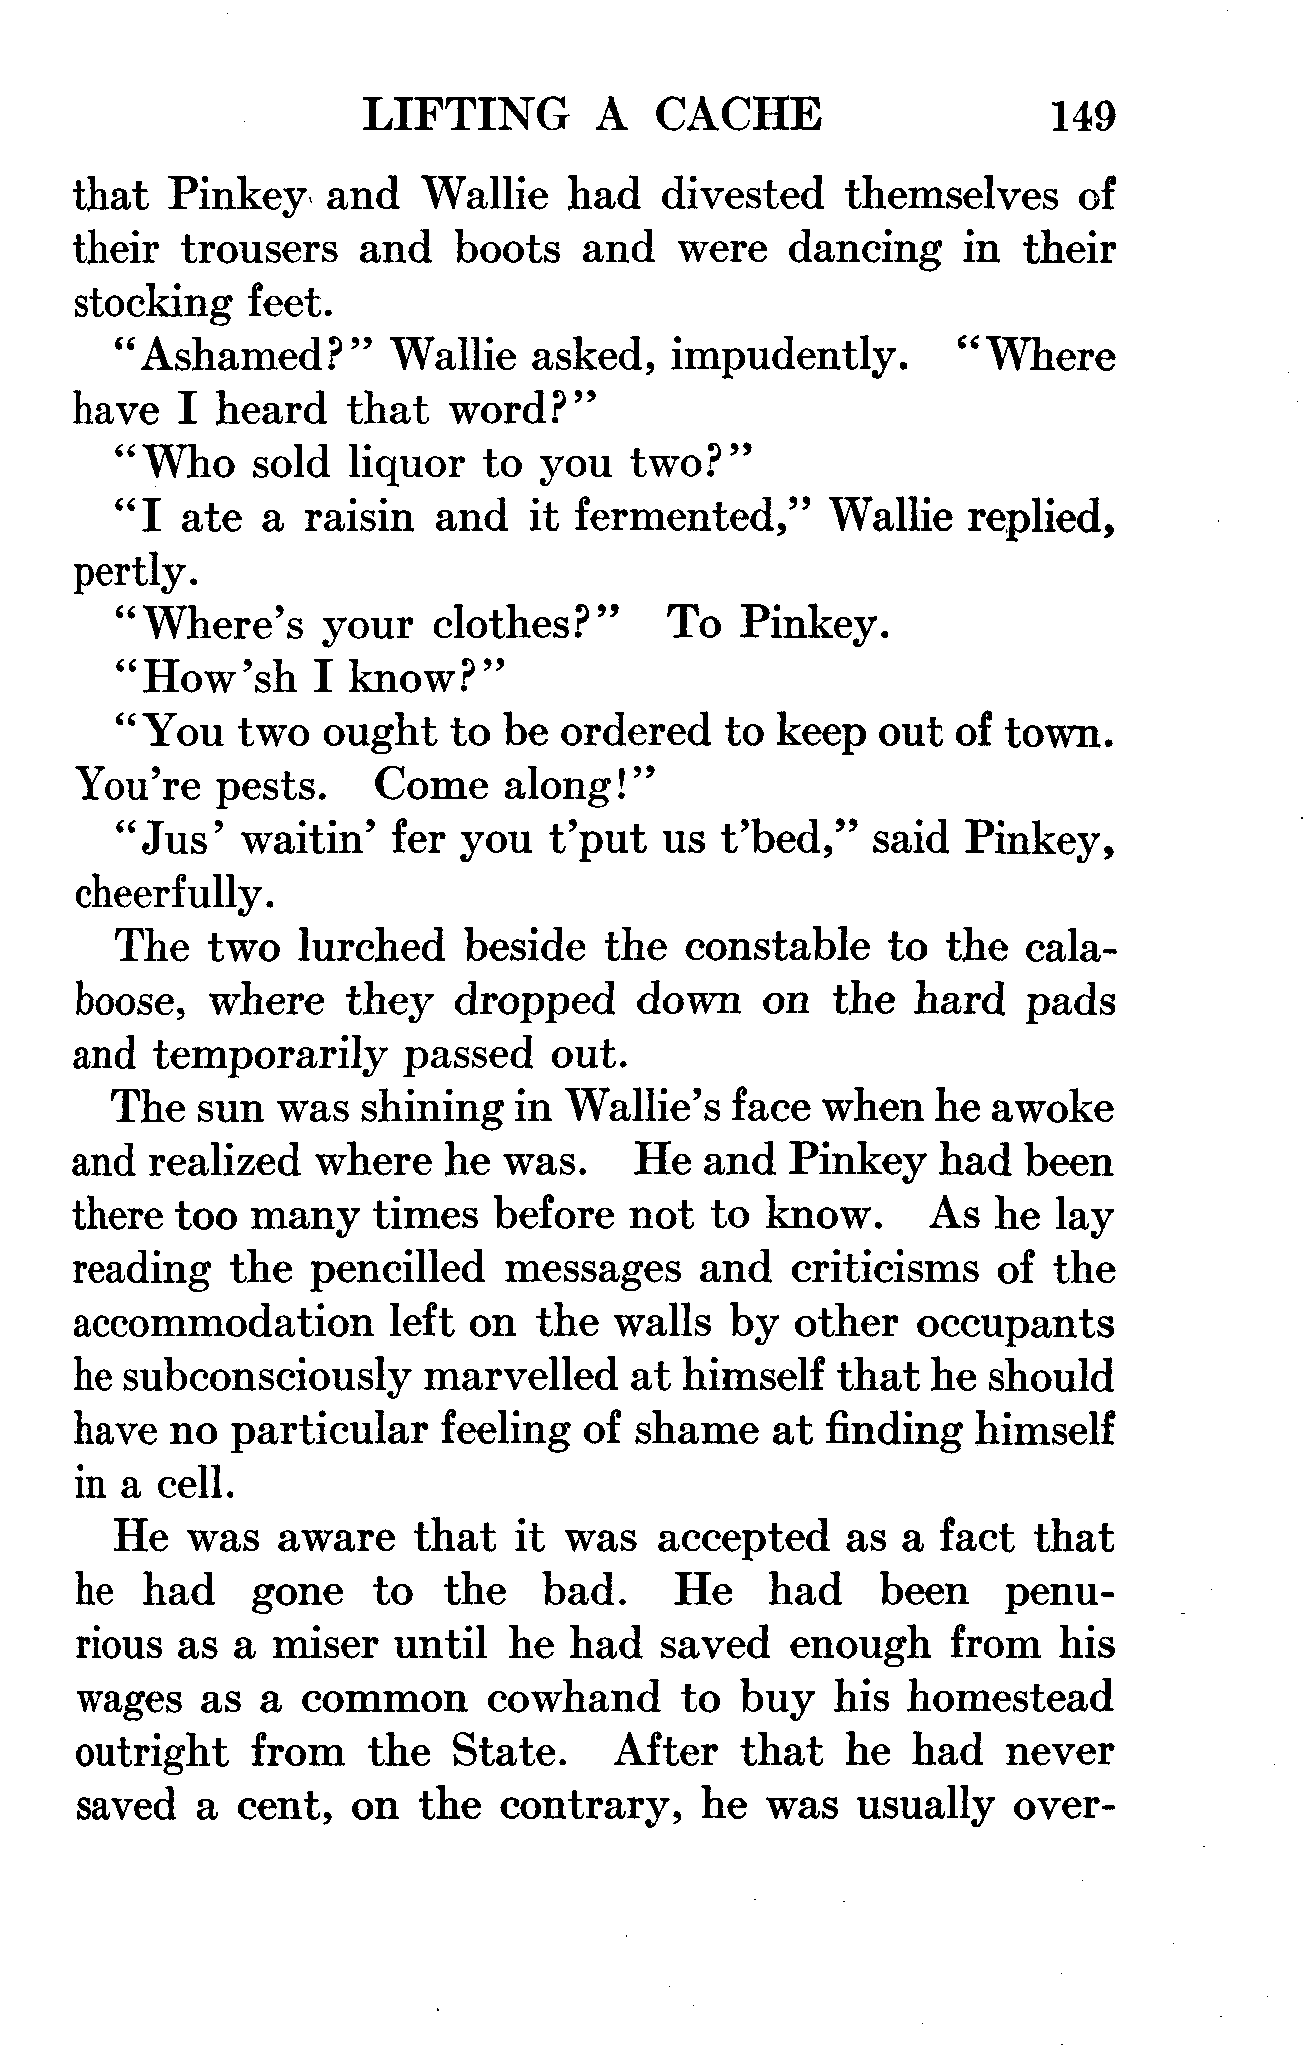 LIFTING A CACHE 149
that Pinkey and Wallie had divested themselves of
their trousers and boots and were dancing in their
stocking feet.
“Ashamed?” Wallie asked, impudently. “Where
have I heard that word?”
“Who sold liquor to you two?”
“I ate a raisin and it fermented,” Wallie replied,
pertly.
“Where’s your clothes?” To Pinkey.
“How’sh I know?”
“You two ought to be ordered to keep out of town.
You’re pests. Come along!”
“Jus’ waitin’ fer you t’put us t’bed,” said Pinkey,
cheerfully.
The two lurched beside the constable to the cala-
boose, where they dropped down on the hard pads
and temporarily passed out.
The sun was shining in Wallie’s face when he awoke
and realized where he was. He and Pinkey had been
there too many times before not to know. As he lay
reading the pencilled messages and criticisms of the
accommodation left on the walls by other occupants
he subconsciously marvelled at himself that he should
have no particular feeling of shame at finding himself
in a cell.
He was aware that it was accepted as a fact that
he had gone to the bad. He had been penu-
rious as a miser until he had saved enough from his
wages as a common cowhand to buy his homestead
outright from the State. After that he had never
saved a cent, on the contrary, he was usually over-